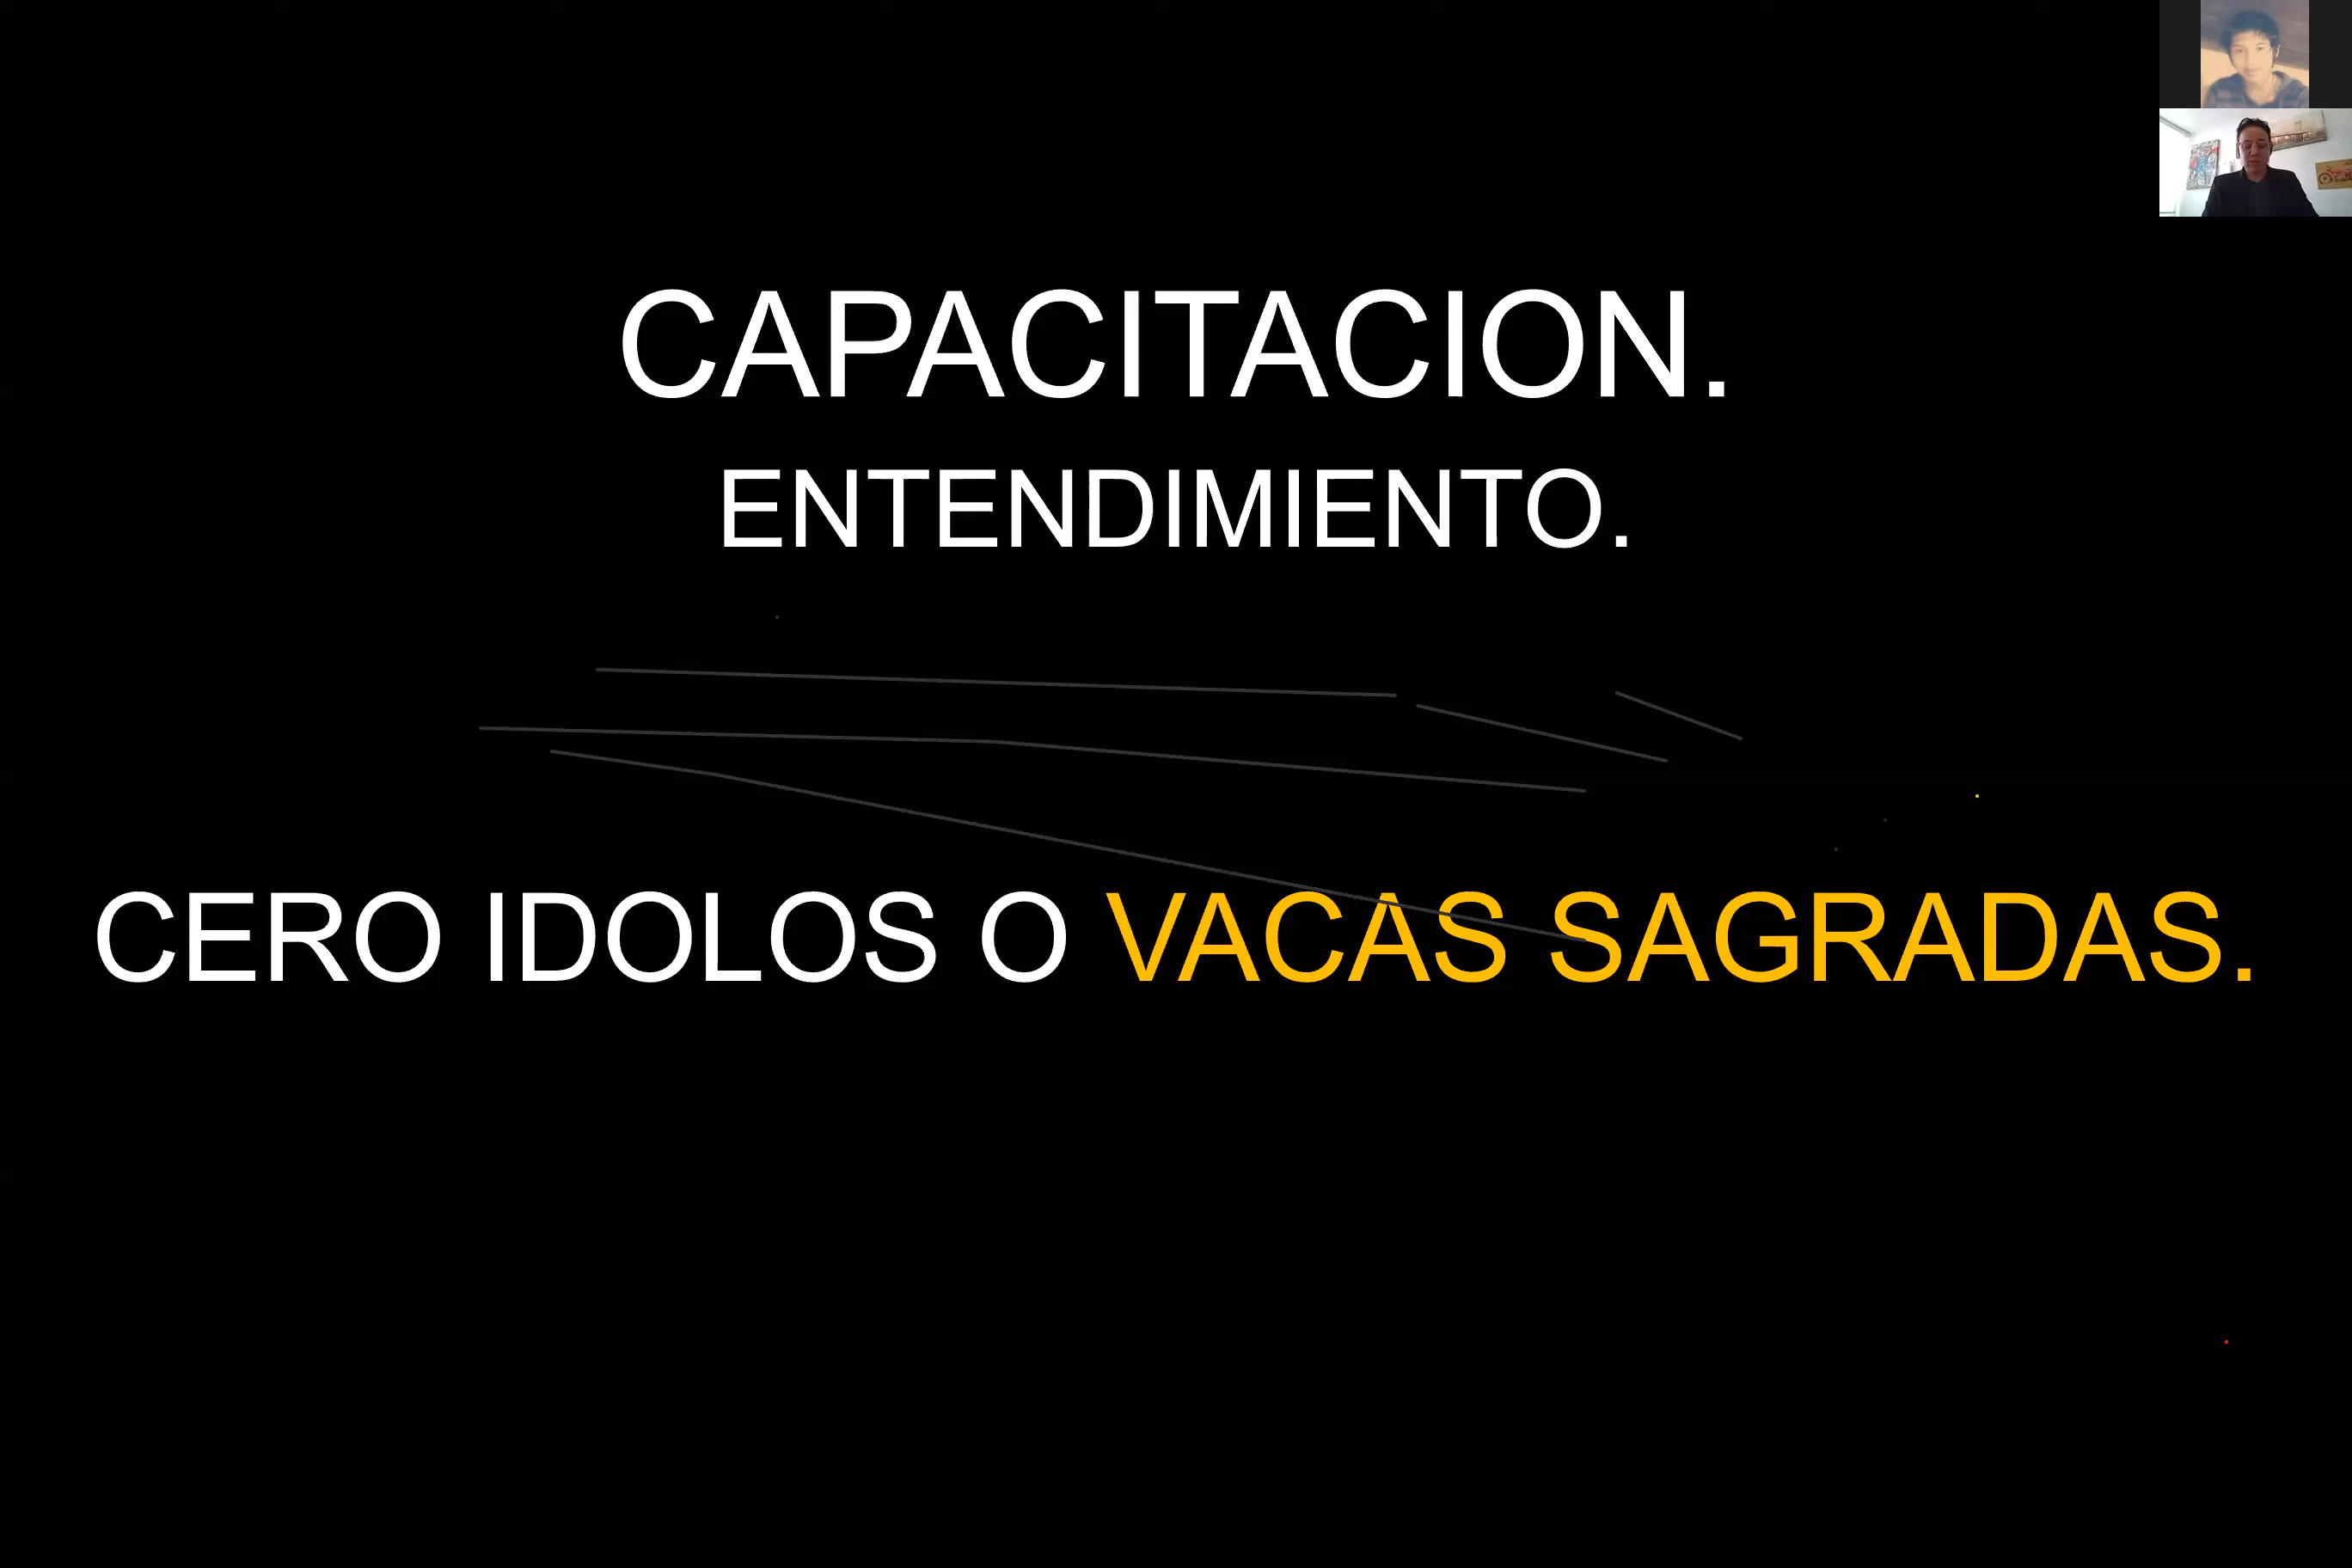 CAPACITACION.
ENTENDIMIENTO.
CERO IDOLOS O VACAS SAGRADAS.